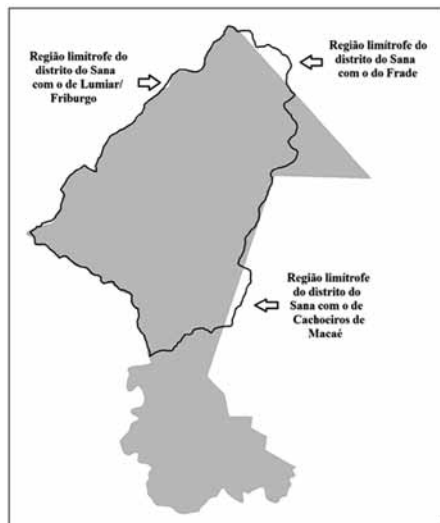 Região limítrofe do
distrito do Sana
com o de Lumiar/
Friburgo
Região limítrofe do
distrito do Sana
com o do Frade
Região limítrofe
do distrito do
Sana com o de
Cachoeiros de
Macaé